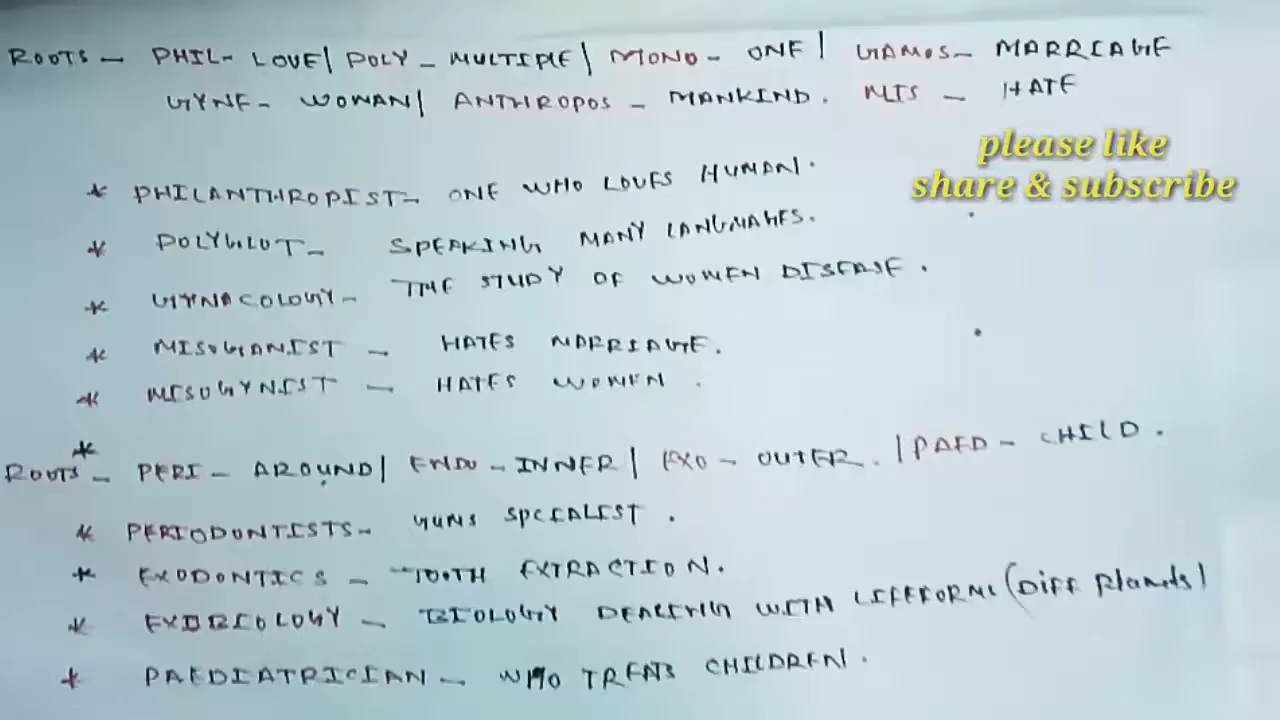 ROOTS - PHIL- LOVE| POLY - MULTIPLE| MONO - ONE| GAMOS- MARRIAGE
GYNE- WOMAN| ANTHROPOS - MANKIND. MIS - HATE
please like
share & subscribe
* PHILANTHROPIST- ONE WHO LOVES HUMAN.
* POLYGLOT- SPEAKING MANY LANGUAGES.
* GYNACOLOGY- THE STUDY OF WOMEN DISEASE.
* MISOGANIST - HATES MARRIAGE.
* MISOGYNIST - HATES WOMEN.
*
ROOTS - PERI - AROUND| ENDO - INNER| EXO - OUTER. |PAED - CHILD.
* PERIODONTISTS- GUMS SPCIALIST.
* EXODONTICS - TOOTH EXTRACTION.
* EXOBIOLOGY - BIOLOGY DEALING WITH LIFEFORMS (Diff Planets)
* PAEDIATRICIAN - WHO TREATS CHILDREN.